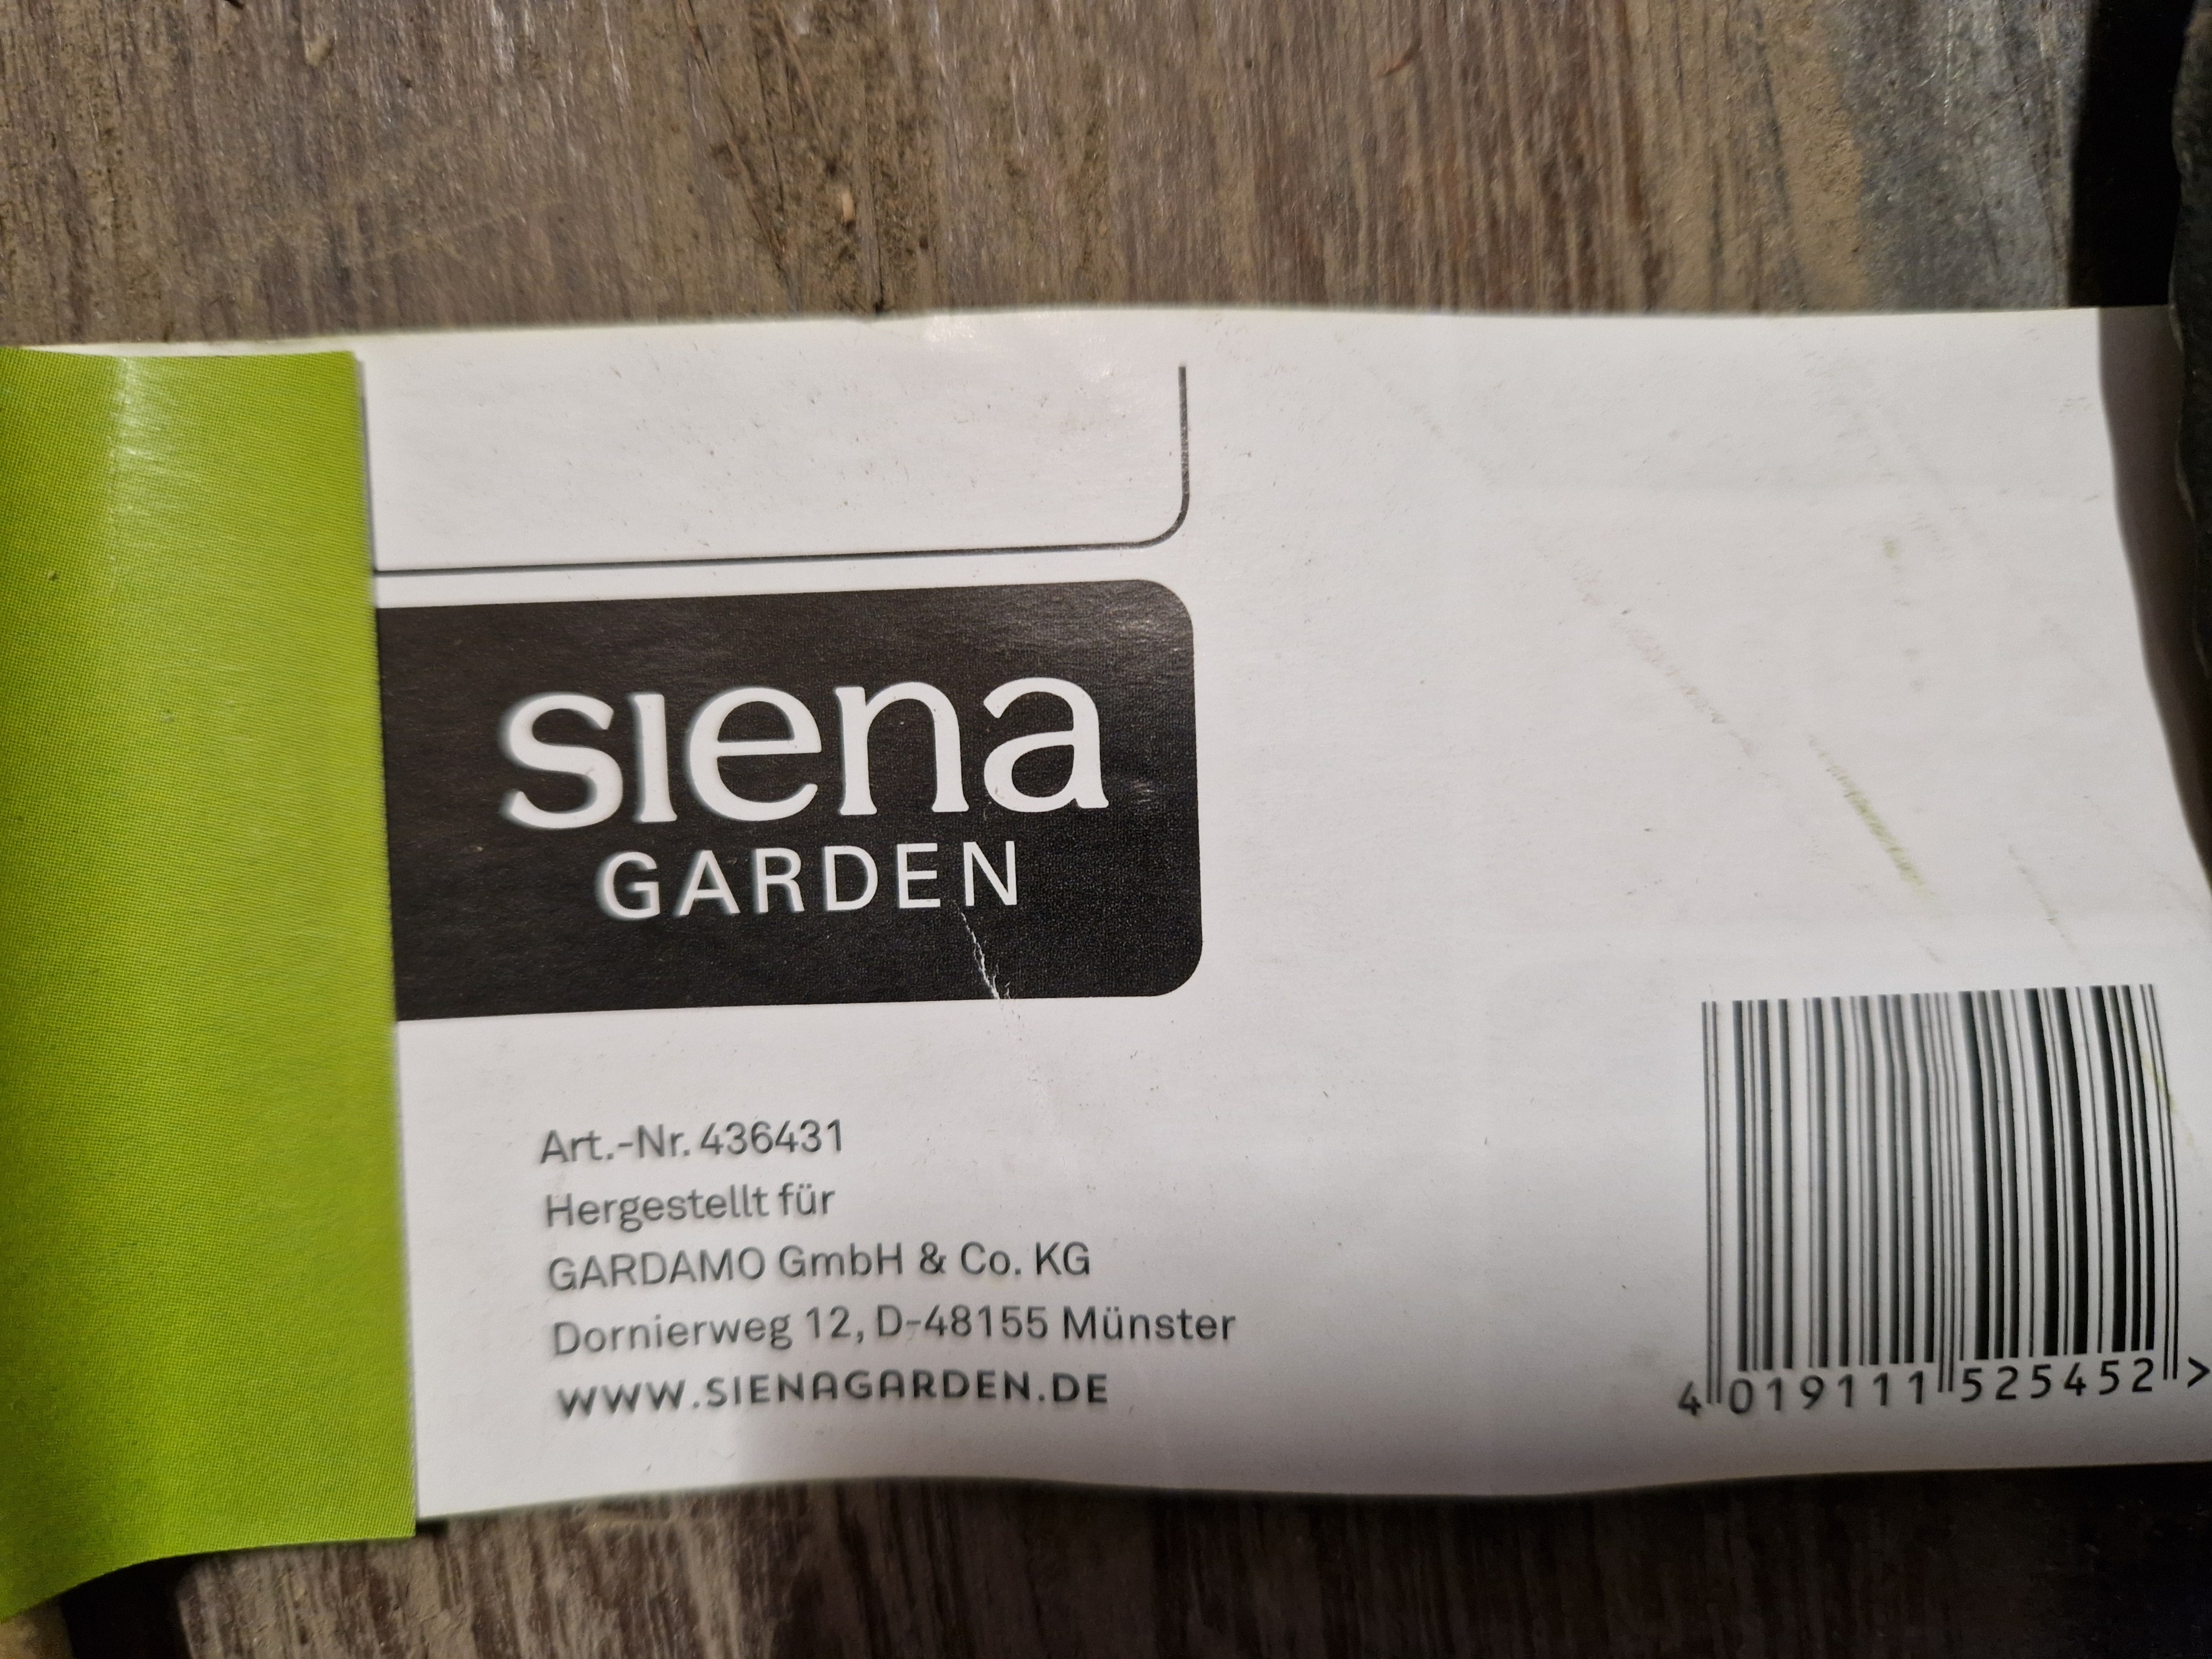 siena
GARDEN
Art.-Nr. 436431
Hergestellt für
GARDAMO GmbH & Co. KG
Dornierweg 12, D-48155 Münster
WWW.SIENAGARDEN.DE
4 019111 525452 >